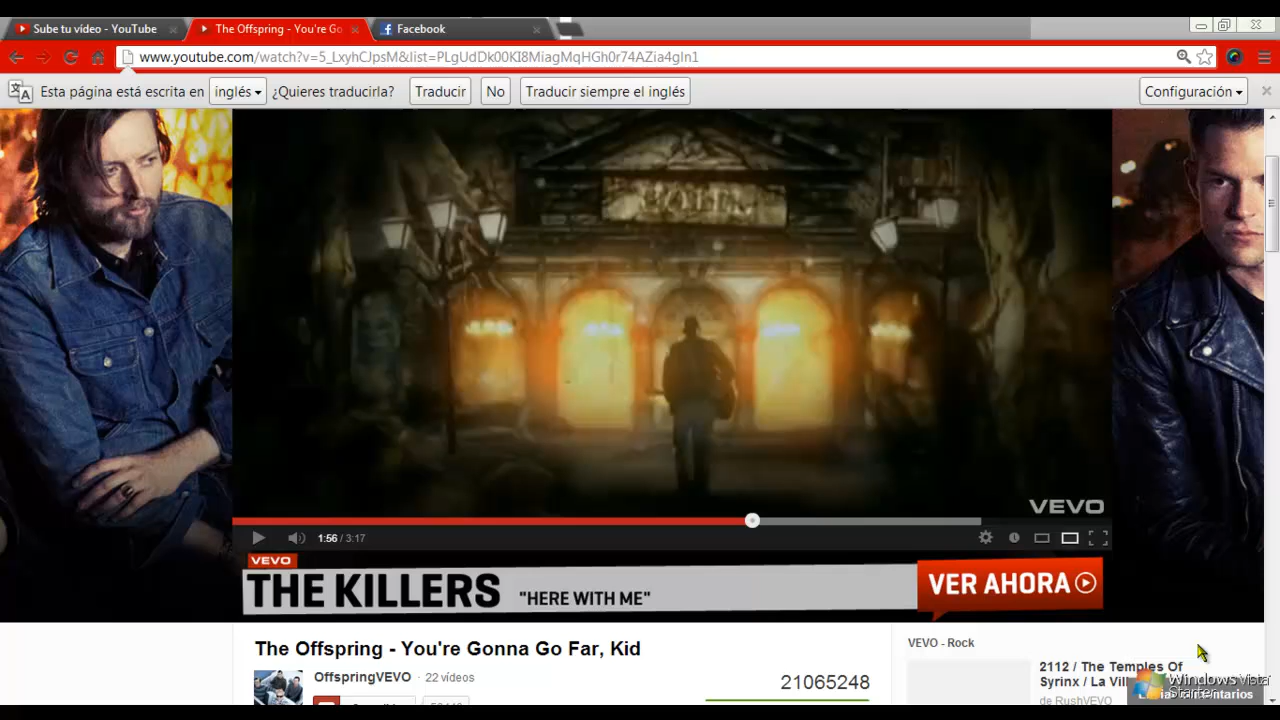 Sube tu vídeo - YouTube
The Offspring - You're Go
Facebook
www.youtube.com/watch?v=5_LxyhCJpsM&list=PLgUdDk00KI8MiagMqHGh0r74AZia4gIn1
Esta página está escrita en inglés ¿Quieres traducirla? Traducir No Traducir siempre el inglés Configuración
HOTEL
VEVO
1:56 / 3:17
VEVO
THE KILLERS "HERE WITH ME"
VER AHORA
The Offspring - You're Gonna Go Far, Kid
OffspringVEVO · 22 vídeos
21065248
VEVO - Rock
2112 / The Temples Of
Syrinx / La
de RushVEVO
Windows Vista
Starter